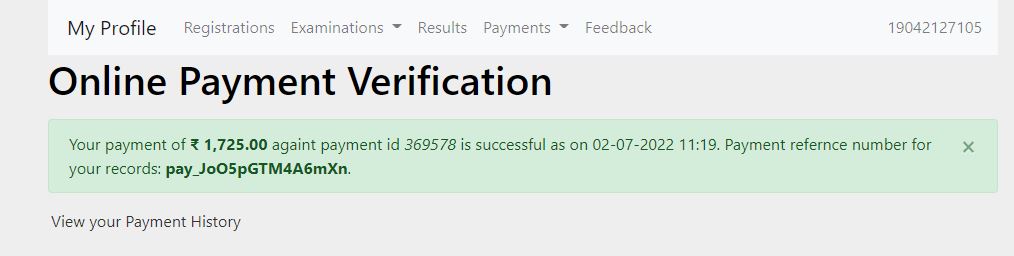 My Profile Registrations Examinations Results Payments Feedback 19042127105
Online Payment Verification
Your payment of ₹ 1,725.00 againt payment id 369578 is successful as on 02-07-2022 11:19. Payment refernce number for
your records: pay_JoO5pGTM4A6mXn.
×
View your Payment History